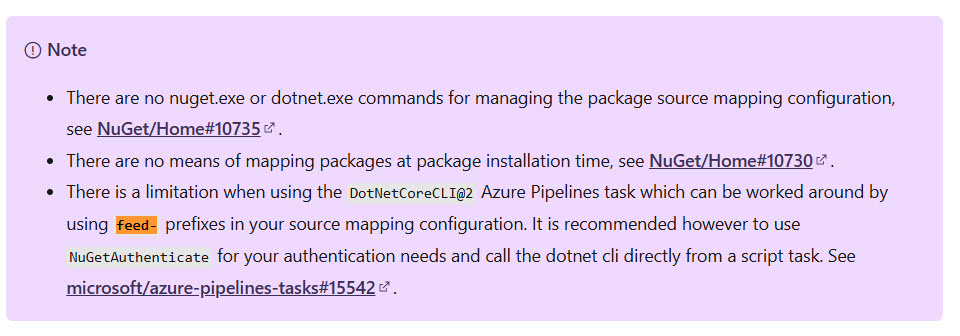 Note
• There are no nuget.exe or dotnet.exe commands for managing the package source mapping configuration,
see NuGet/Home#10735 .
• There are no means of mapping packages at package installation time, see NuGet/Home#10730 .
• There is a limitation when using the DotNetCoreCLI@2 Azure Pipelines task which can be worked around by
using feed- prefixes in your source mapping configuration. It is recommended however to use
NuGetAuthenticate for your authentication needs and call the dotnet cli directly from a script task. See
microsoft/azure-pipelines-tasks#15542 .